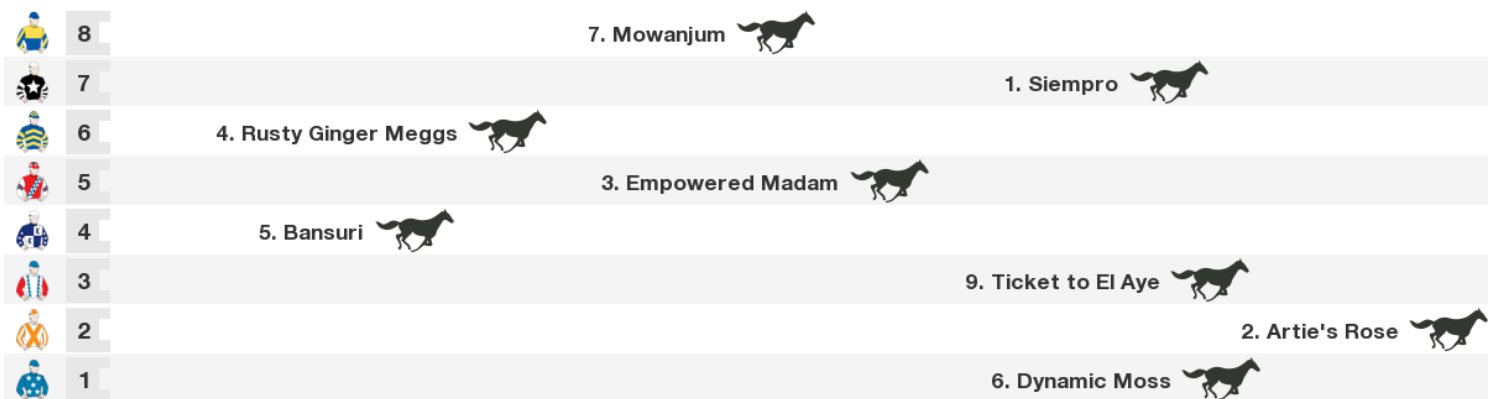 8 7. Mowanjum
7 1. Siempro
6 4. Rusty Ginger Meggs
5 3. Empowered Madam
4 5. Bansuri
3 9. Ticket to El Aye
2 2. Artie's Rose
1 6. Dynamic Moss